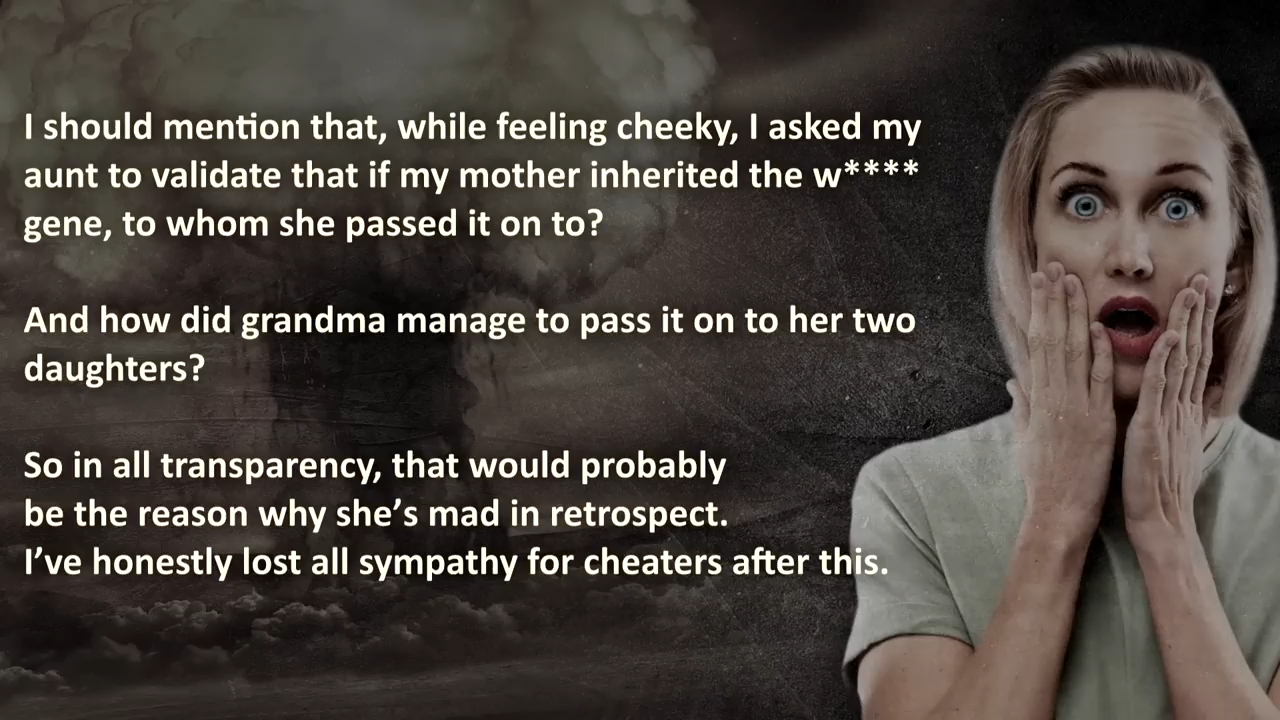 I should mention that, while feeling cheeky, I asked my
aunt to validate that if my mother inherited the w****
gene, to whom she passed it on to?
And how did grandma manage to pass it on to her two
daughters?
So in all transparency, that would probably
be the reason why she’s mad in retrospect.
I’ve honestly lost all sympathy for cheaters after this.